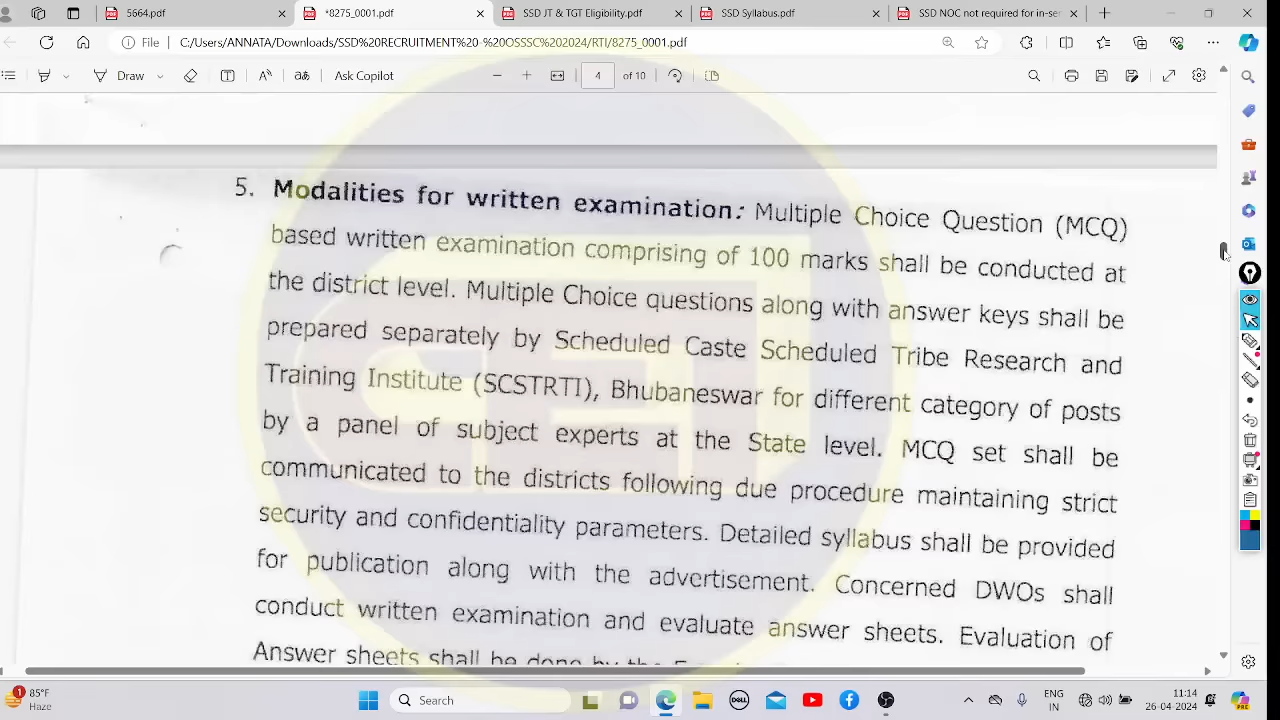 5664.pdf
*8275_0001.pdf
SSD JT & TGT Eligibility.pdf
SSD Syllabus.pdf
SSD NOC not required for in-ser
File
C:/Users/ANNATA/Downloads/SSD%20RECRUITMENT%20-%20OSSSC%202024/RTI/8275_0001.pdf
Draw
Ask Copilot
4 of 10
5. Modalities for written examination: Multiple Choice Question (MCQ)
based written examination comprising of 100 marks shall be conducted at
the district level. Multiple Choice questions along with answer keys shall be
prepared separately by Scheduled Caste Scheduled Tribe Research and
Training Institute (SCSTRTI), Bhubaneswar for different category of posts
by a panel of subject experts at the State level. MCQ set shall be
communicated to the districts following due procedure maintaining strict
security and confidentiality parameters. Detailed syllabus shall be provided
for publication along with the advertisement. Concerned DWOs shall
conduct written examination and evaluate answer sheets. Evaluation of
Answer sheets shall be done by the
1
85°F
Haze
Search
DELL
ENG
IN
11:14
26-04-2024